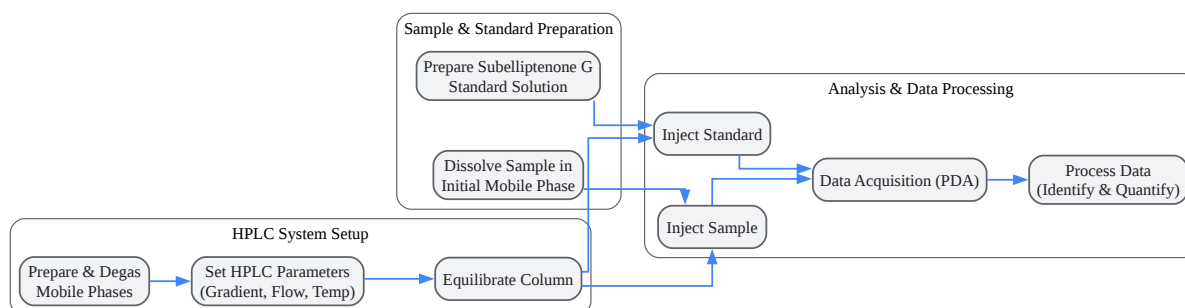 Sample & Standard Preparation
Prepare Subelliptenone G
Standard Solution
Dissolve Sample in
Initial Mobile Phase
HPLC System Setup
Prepare & Degas
Mobile Phases
Set HPLC Parameters
(Gradient, Flow, Temp)
Equilibrate Column
Analysis & Data Processing
Inject Standard
Inject Sample
Data Acquisition (PDA)
Process Data
(Identify & Quantify)